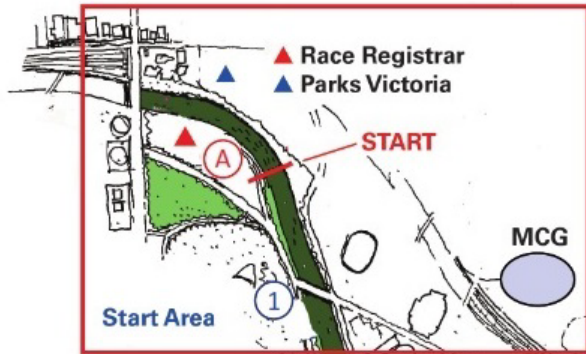 Race Registrar
Parks Victoria
START
A
MCG
1
Start Area